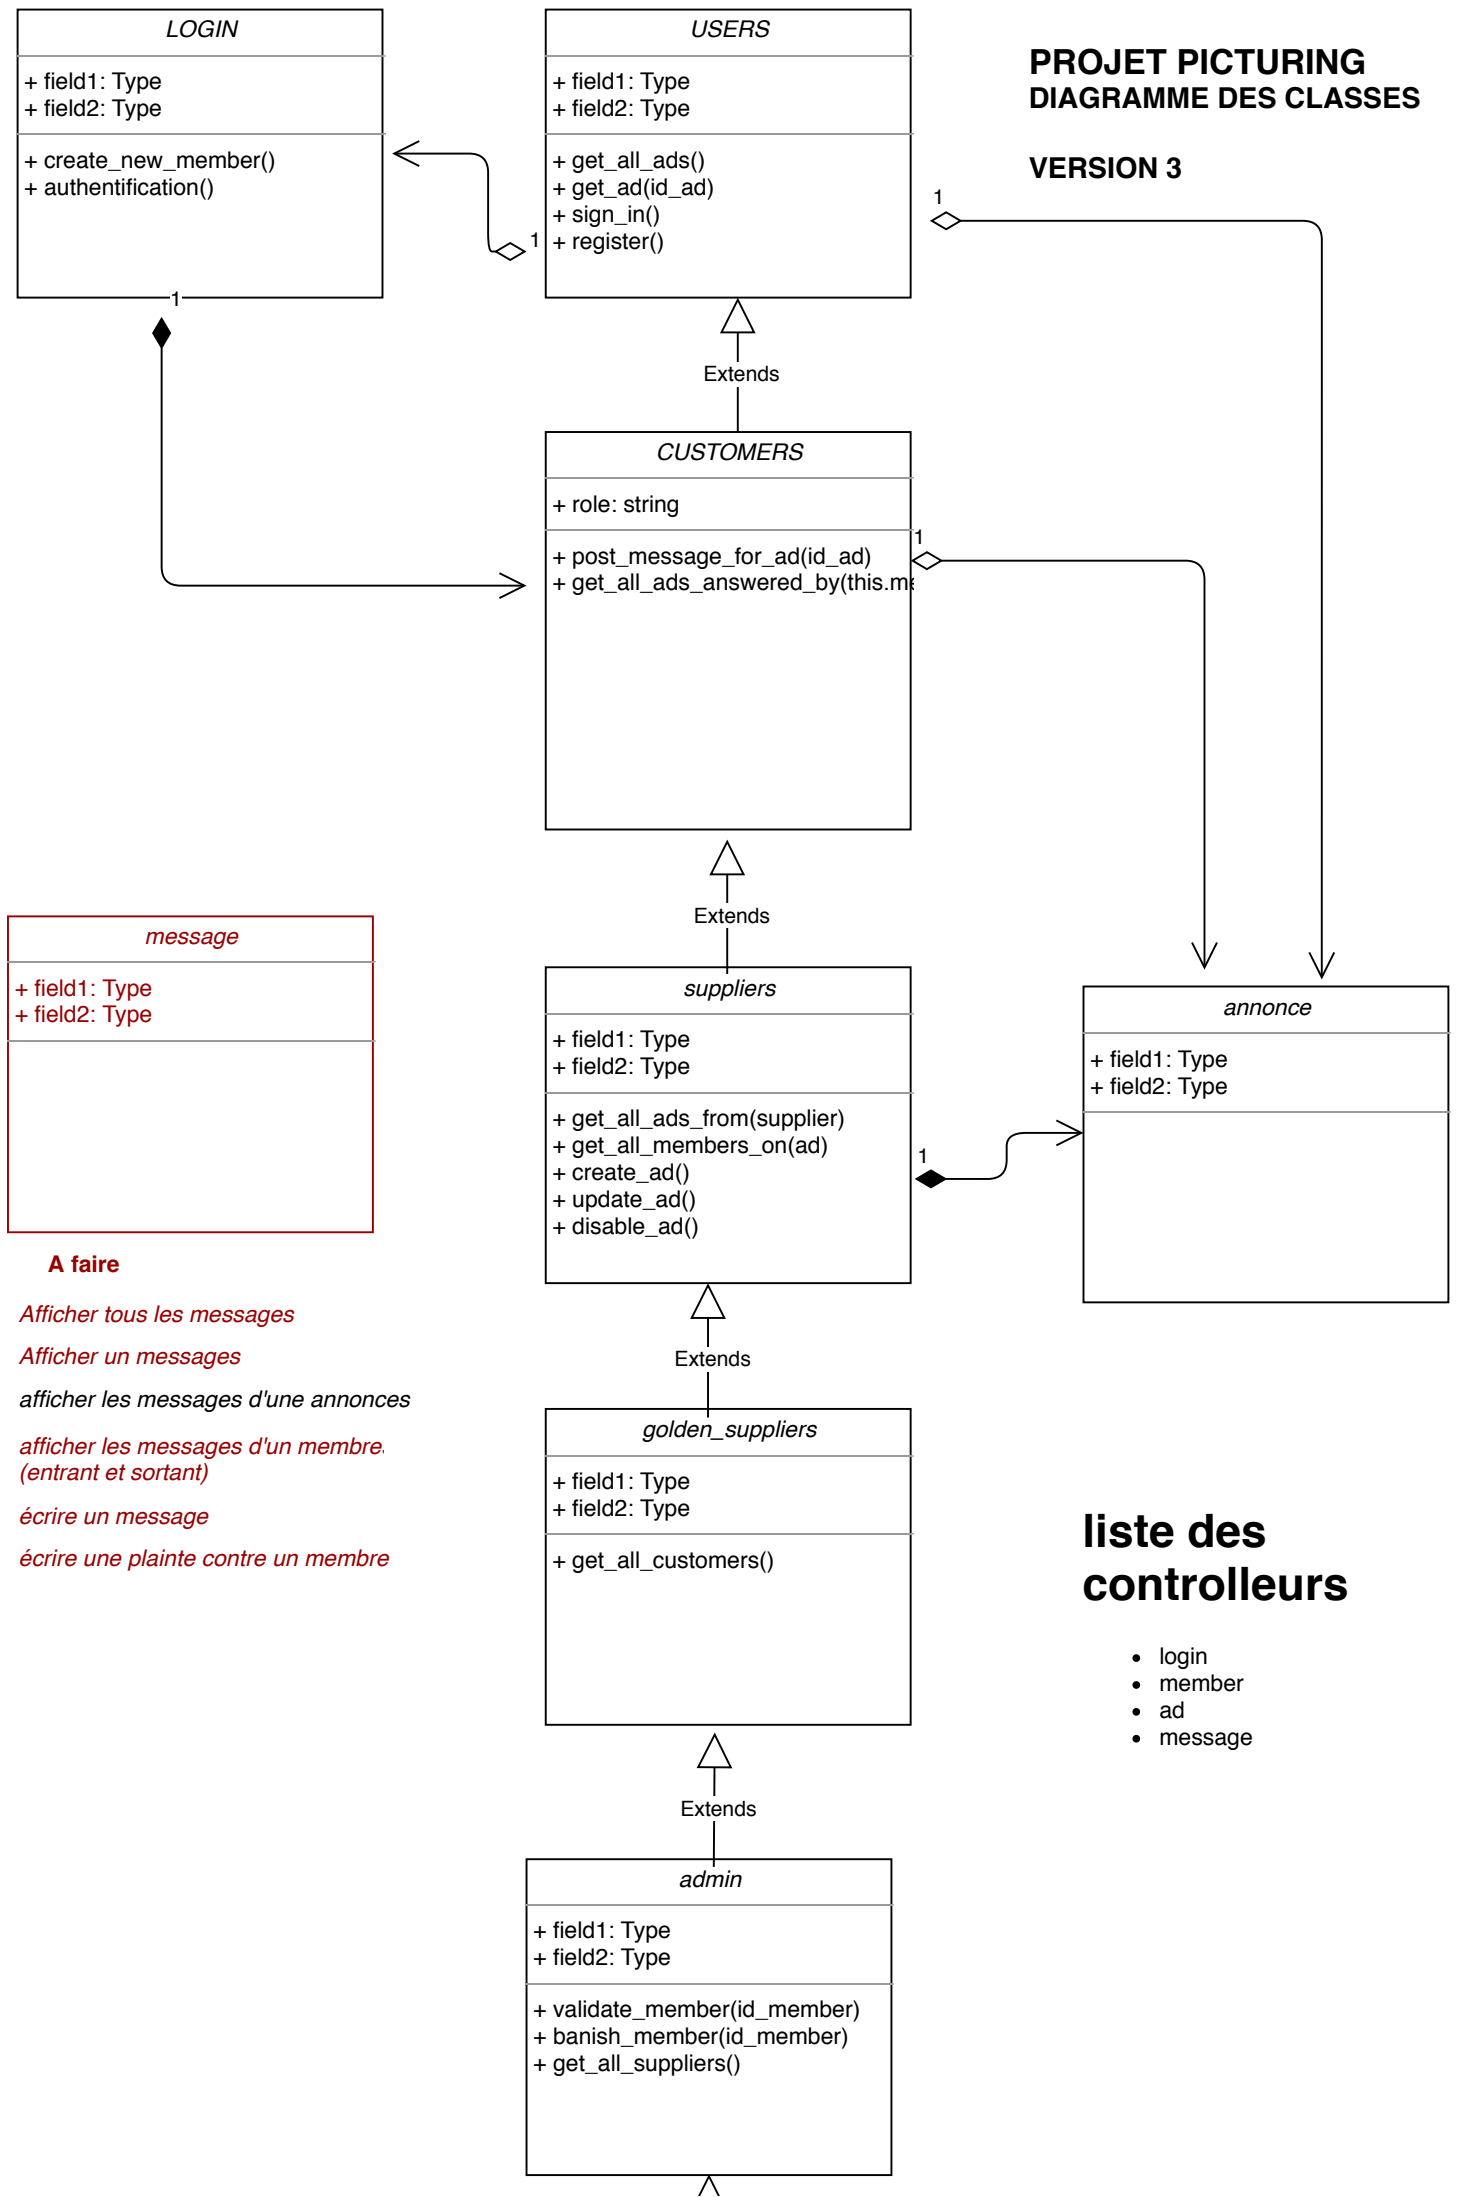 LOGIN
+ field1: Type
+ field2: Type
+ create_new_member()
+ authentification()
1
USERS
+ field1: Type
+ field2: Type
+ get_all_ads()
+ get_ad(id_ad)
+ sign_in()
+ register()
1
1
PROJET PICTURING
DIAGRAMME DES CLASSES
VERSION 3
Extends
CUSTOMERS
+ role: string
+ post_message_for_ad(id_ad)
+ get_all_ads_answered_by(this.me
1
Extends
message
+ field1: Type
+ field2: Type
suppliers
+ field1: Type
+ field2: Type
+ get_all_ads_from(supplier)
+ get_all_members_on(ad)
+ create_ad()
+ update_ad()
+ disable_ad()
1
annonce
+ field1: Type
+ field2: Type
A faire
Afficher tous les messages
Afficher un messages
afficher les messages d'une annonces
afficher les messages d'un membre
(entrant et sortant)
écrire un message
écrire une plainte contre un membre
Extends
golden_suppliers
+ field1: Type
+ field2: Type
+ get_all_customers()
liste des
controlleurs
• login
• member
• ad
• message
Extends
admin
+ field1: Type
+ field2: Type
+ validate_member(id_member)
+ banish_member(id_member)
+ get_all_suppliers()